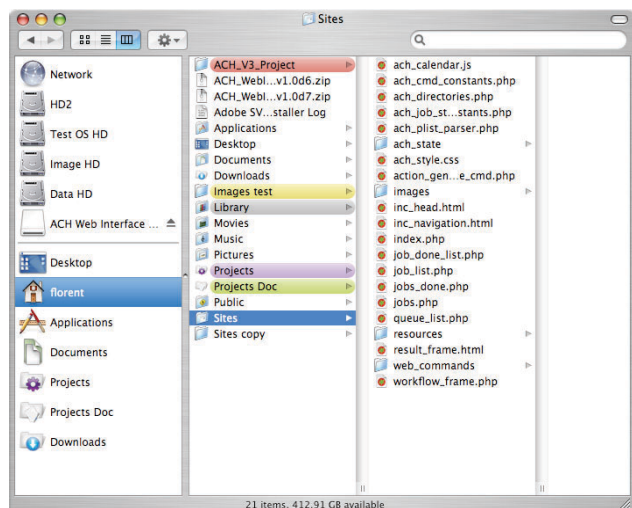 Sites
Network
HD2
Test OS HD
Image HD
Data HD
ACH Web Interface ...
Desktop
florent
Applications
Documents
Projects
Projects Doc
Downloads
ACH_V3_Project
ACH_WebI...v1.0d6.zip
ACH_WebI...v1.0d7.zip
Adobe SV...staller Log
Applications
Desktop
Documents
Downloads
Images test
Library
Movies
Music
Pictures
Projects
Projects Doc
Public
Sites
Sites copy
ach_calendar.js
ach_cmd_constants.php
ach_directories.php
ach_job_st...stants.php
ach_plist_parser.php
ach_state
ach_style.css
action_gen...e_cmd.php
images
inc_head.html
inc_navigation.html
index.php
job_done_list.php
job_list.php
jobs_done.php
jobs.php
queue_list.php
resources
result_frame.html
web_commands
workflow_frame.php
21 items, 412.91 GB available